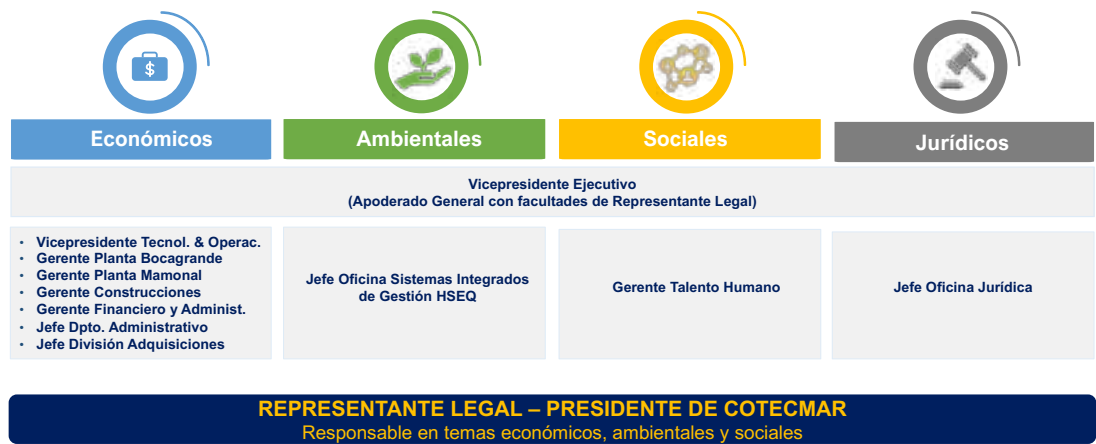 $
Económicos
Ambientales
Sociales
Jurídicos
Vicepresidente Ejecutivo
(Apoderado General con facultades de Representante Legal)
• Vicepresidente Tecnol. & Operac.
• Gerente Planta Bocagrande
• Gerente Planta Mamonal
• Gerente Construcciones
• Gerente Financiero y Administ.
• Jefe Dpto. Administrativo
• Jefe División Adquisiciones
Jefe Oficina Sistemas Integrados
de Gestión HSEQ
Gerente Talento Humano
Jefe Oficina Jurídica
REPRESENTANTE LEGAL – PRESIDENTE DE COTECMAR
Responsable en temas económicos, ambientales y sociales